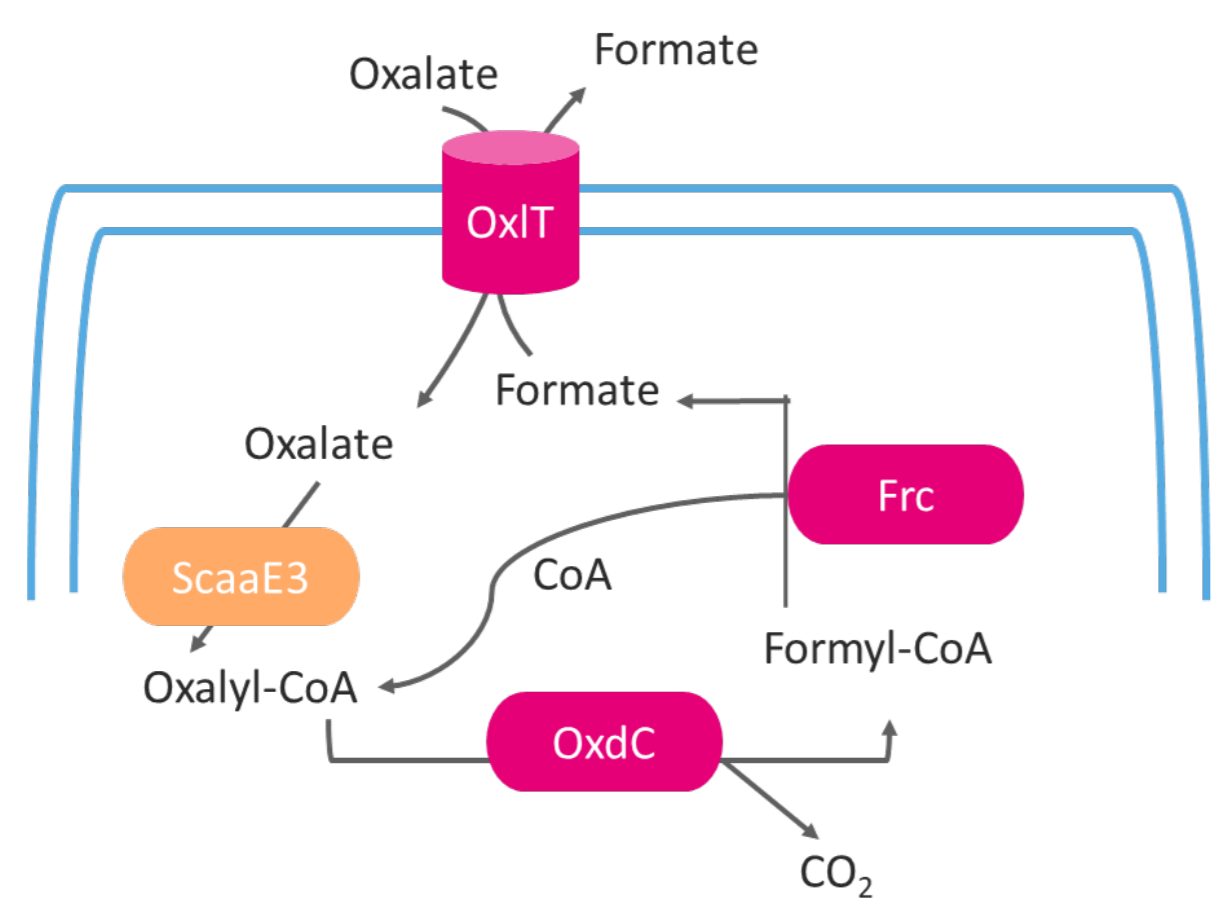 Formate
Oxalate
OxlT
Formate
Oxalate
Frc
ScaaE3
CoA
Formyl-CoA
Oxalyl-CoA
OxdC
CO₂